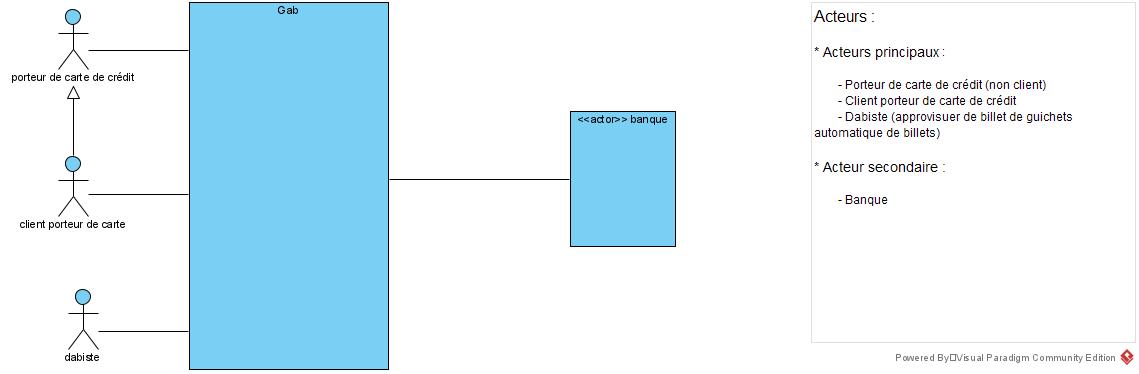 Gab
porteur de carte de crédit
client porteur de carte
dabiste
<<actor>> banque
Acteurs :
* Acteurs principaux :
- Porteur de carte de crédit (non client)
- Client porteur de carte de crédit
- Dabiste (approvisuer de billet de guichets
automatique de billets)
* Acteur secondaire :
- Banque
Powered By□Visual Paradigm Community Edition